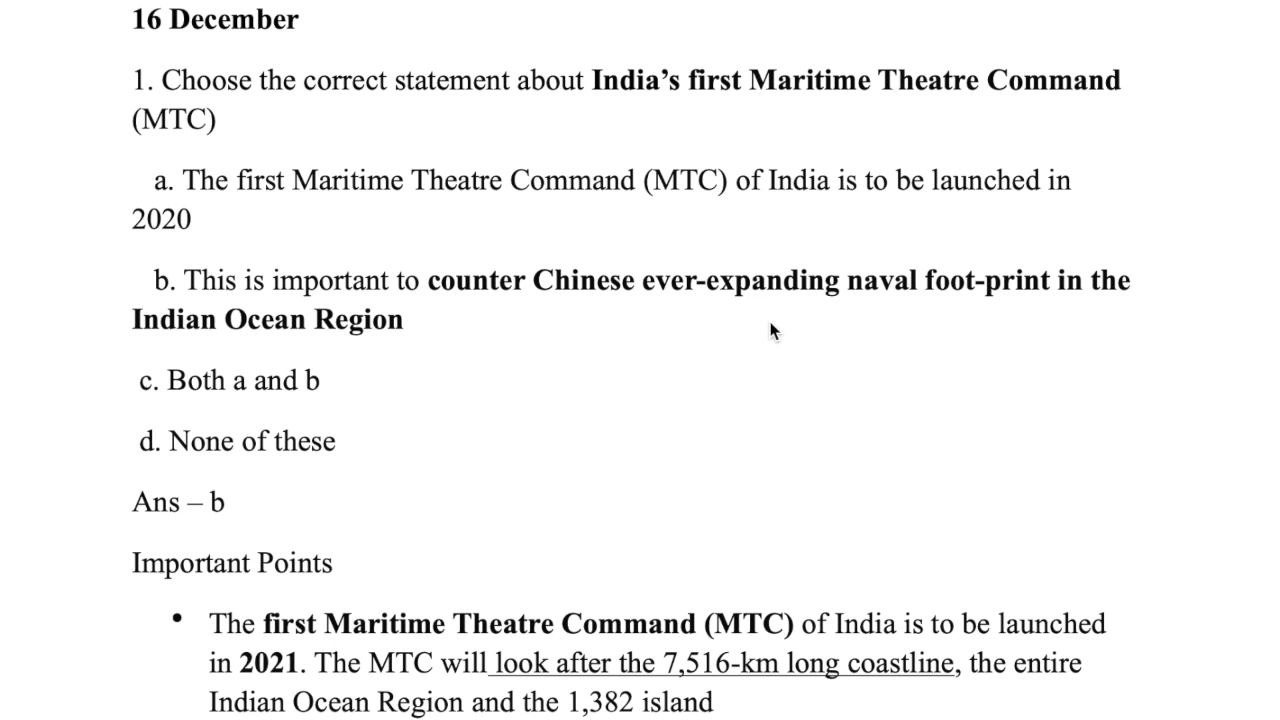 16 December
1. Choose the correct statement about India’s first Maritime Theatre Command
(MTC)
a. The first Maritime Theatre Command (MTC) of India is to be launched in
2020
b. This is important to counter Chinese ever-expanding naval foot-print in the
Indian Ocean Region
c. Both a and b
d. None of these
Ans – b
Important Points
• The first Maritime Theatre Command (MTC) of India is to be launched
in 2021. The MTC will look after the 7,516-km long coastline, the entire
Indian Ocean Region and the 1,382 island